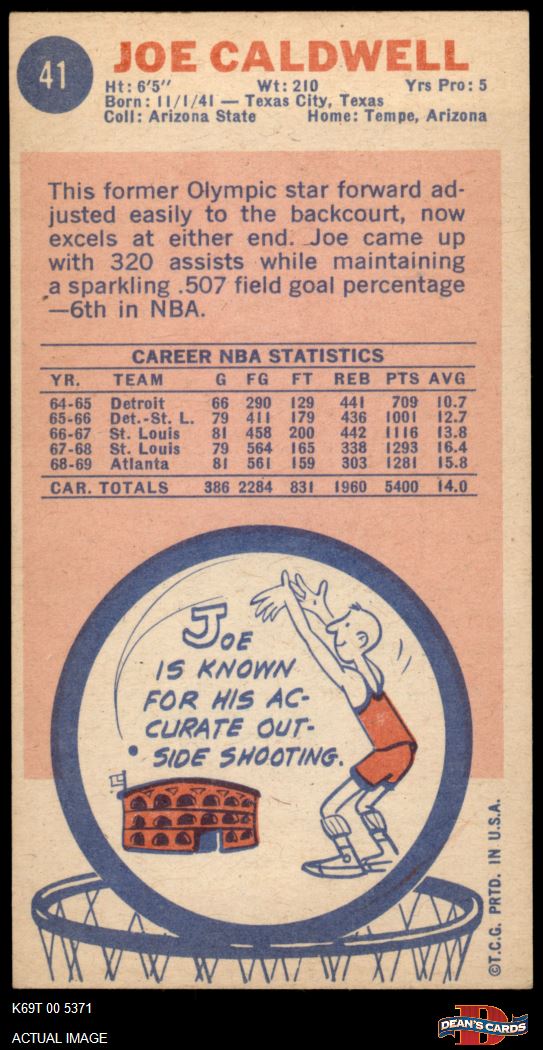 41
JOE CALDWELL
Ht: 6'5" Wt: 210 Yrs Pro: 5
Born: 11/1/41 — Texas City, Texas
Coll: Arizona State Home: Tempe, Arizona
This former Olympic star forward ad-
justed easily to the backcourt, now
excels at either end. Joe came up
with 320 assists while maintaining
a sparkling .507 field goal percentage
—6th in NBA.
CAREER NBA STATISTICS
YR. TEAM G FG FT REB PTS AVG
64-65 Detroit 66 290 129 441 709 10.7
65-66 Det.-St. L. 79 411 179 436 1001 12.7
66-67 St. Louis 81 458 200 442 1116 13.8
67-68 St. Louis 79 564 165 338 1293 16.4
68-69 Atlanta 81 561 159 303 1281 15.8
CAR. TOTALS 386 2284 831 1960 5400 14.0
JOE
IS KNOWN
FOR HIS AC-
CURATE OUT-
SIDE SHOOTING.
©T.C.G. PRTD. IN U.S.A.
K69T 00 5371
ACTUAL IMAGE
D
DEAN'S CARDS